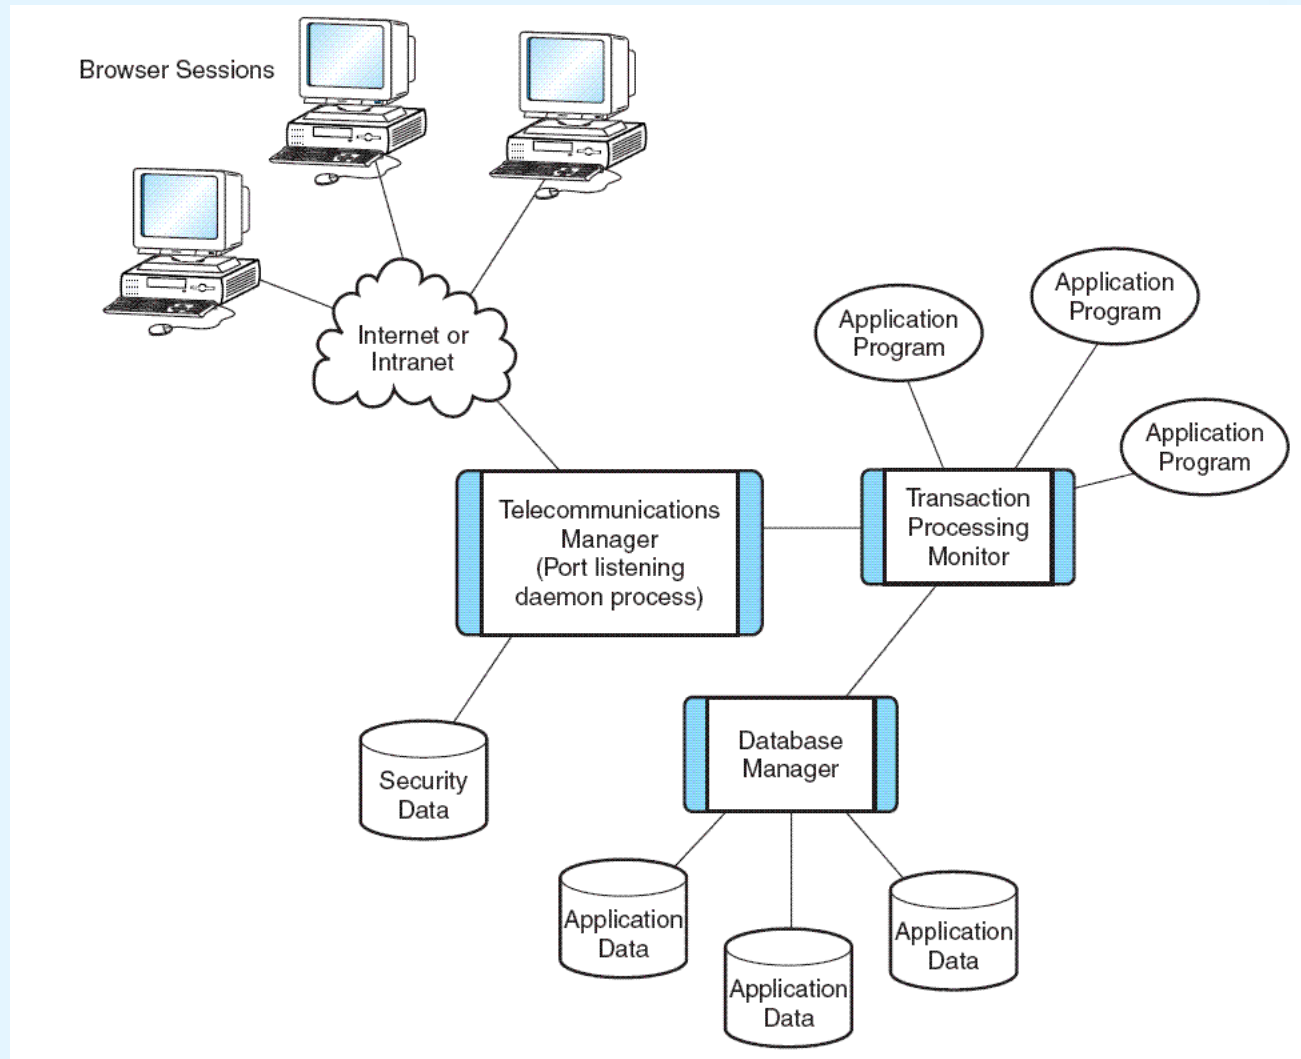 Browser Sessions
Internet or
Intranet
Application
Program
Application
Program
Application
Program
Telecommunications
Manager
(Port listening
daemon process)
Transaction
Processing
Monitor
Database
Manager
Security
Data
Application
Data
Application
Data
Application
Data